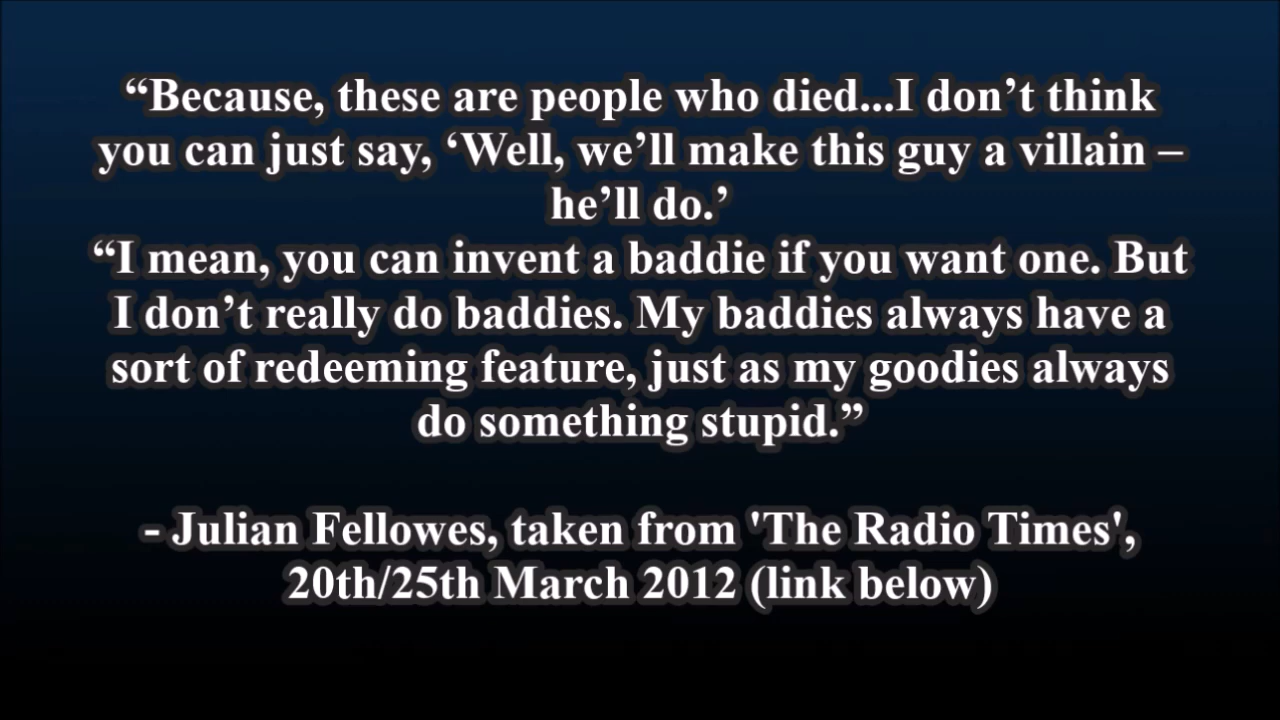 “Because, these are people who died...I don’t think
you can just say, ‘Well, we’ll make this guy a villain –
he’ll do.’
“I mean, you can invent a baddie if you want one. But
I don’t really do baddies. My baddies always have a
sort of redeeming feature, just as my goodies always
do something stupid.”
- Julian Fellowes, taken from 'The Radio Times',
20th/25th March 2012 (link below)